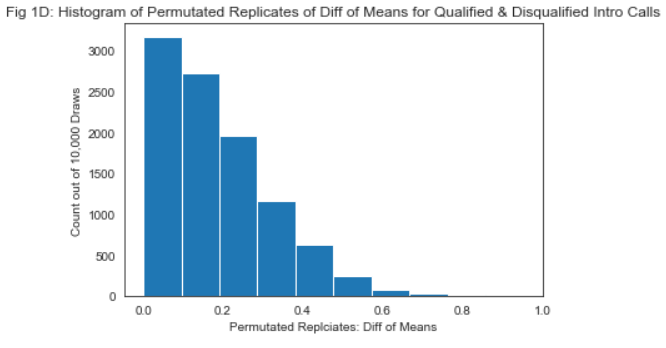 Fig 1D: Histogram of Permutated Replicates of Diff of Means for Qualified & Disqualified Intro Calls
3000
2500
2000
1500
1000
500
0
Count out of 10,000 Draws
0.0 0.2 0.4 0.6 0.8 1.0
Permutated Replciates: Diff of Means